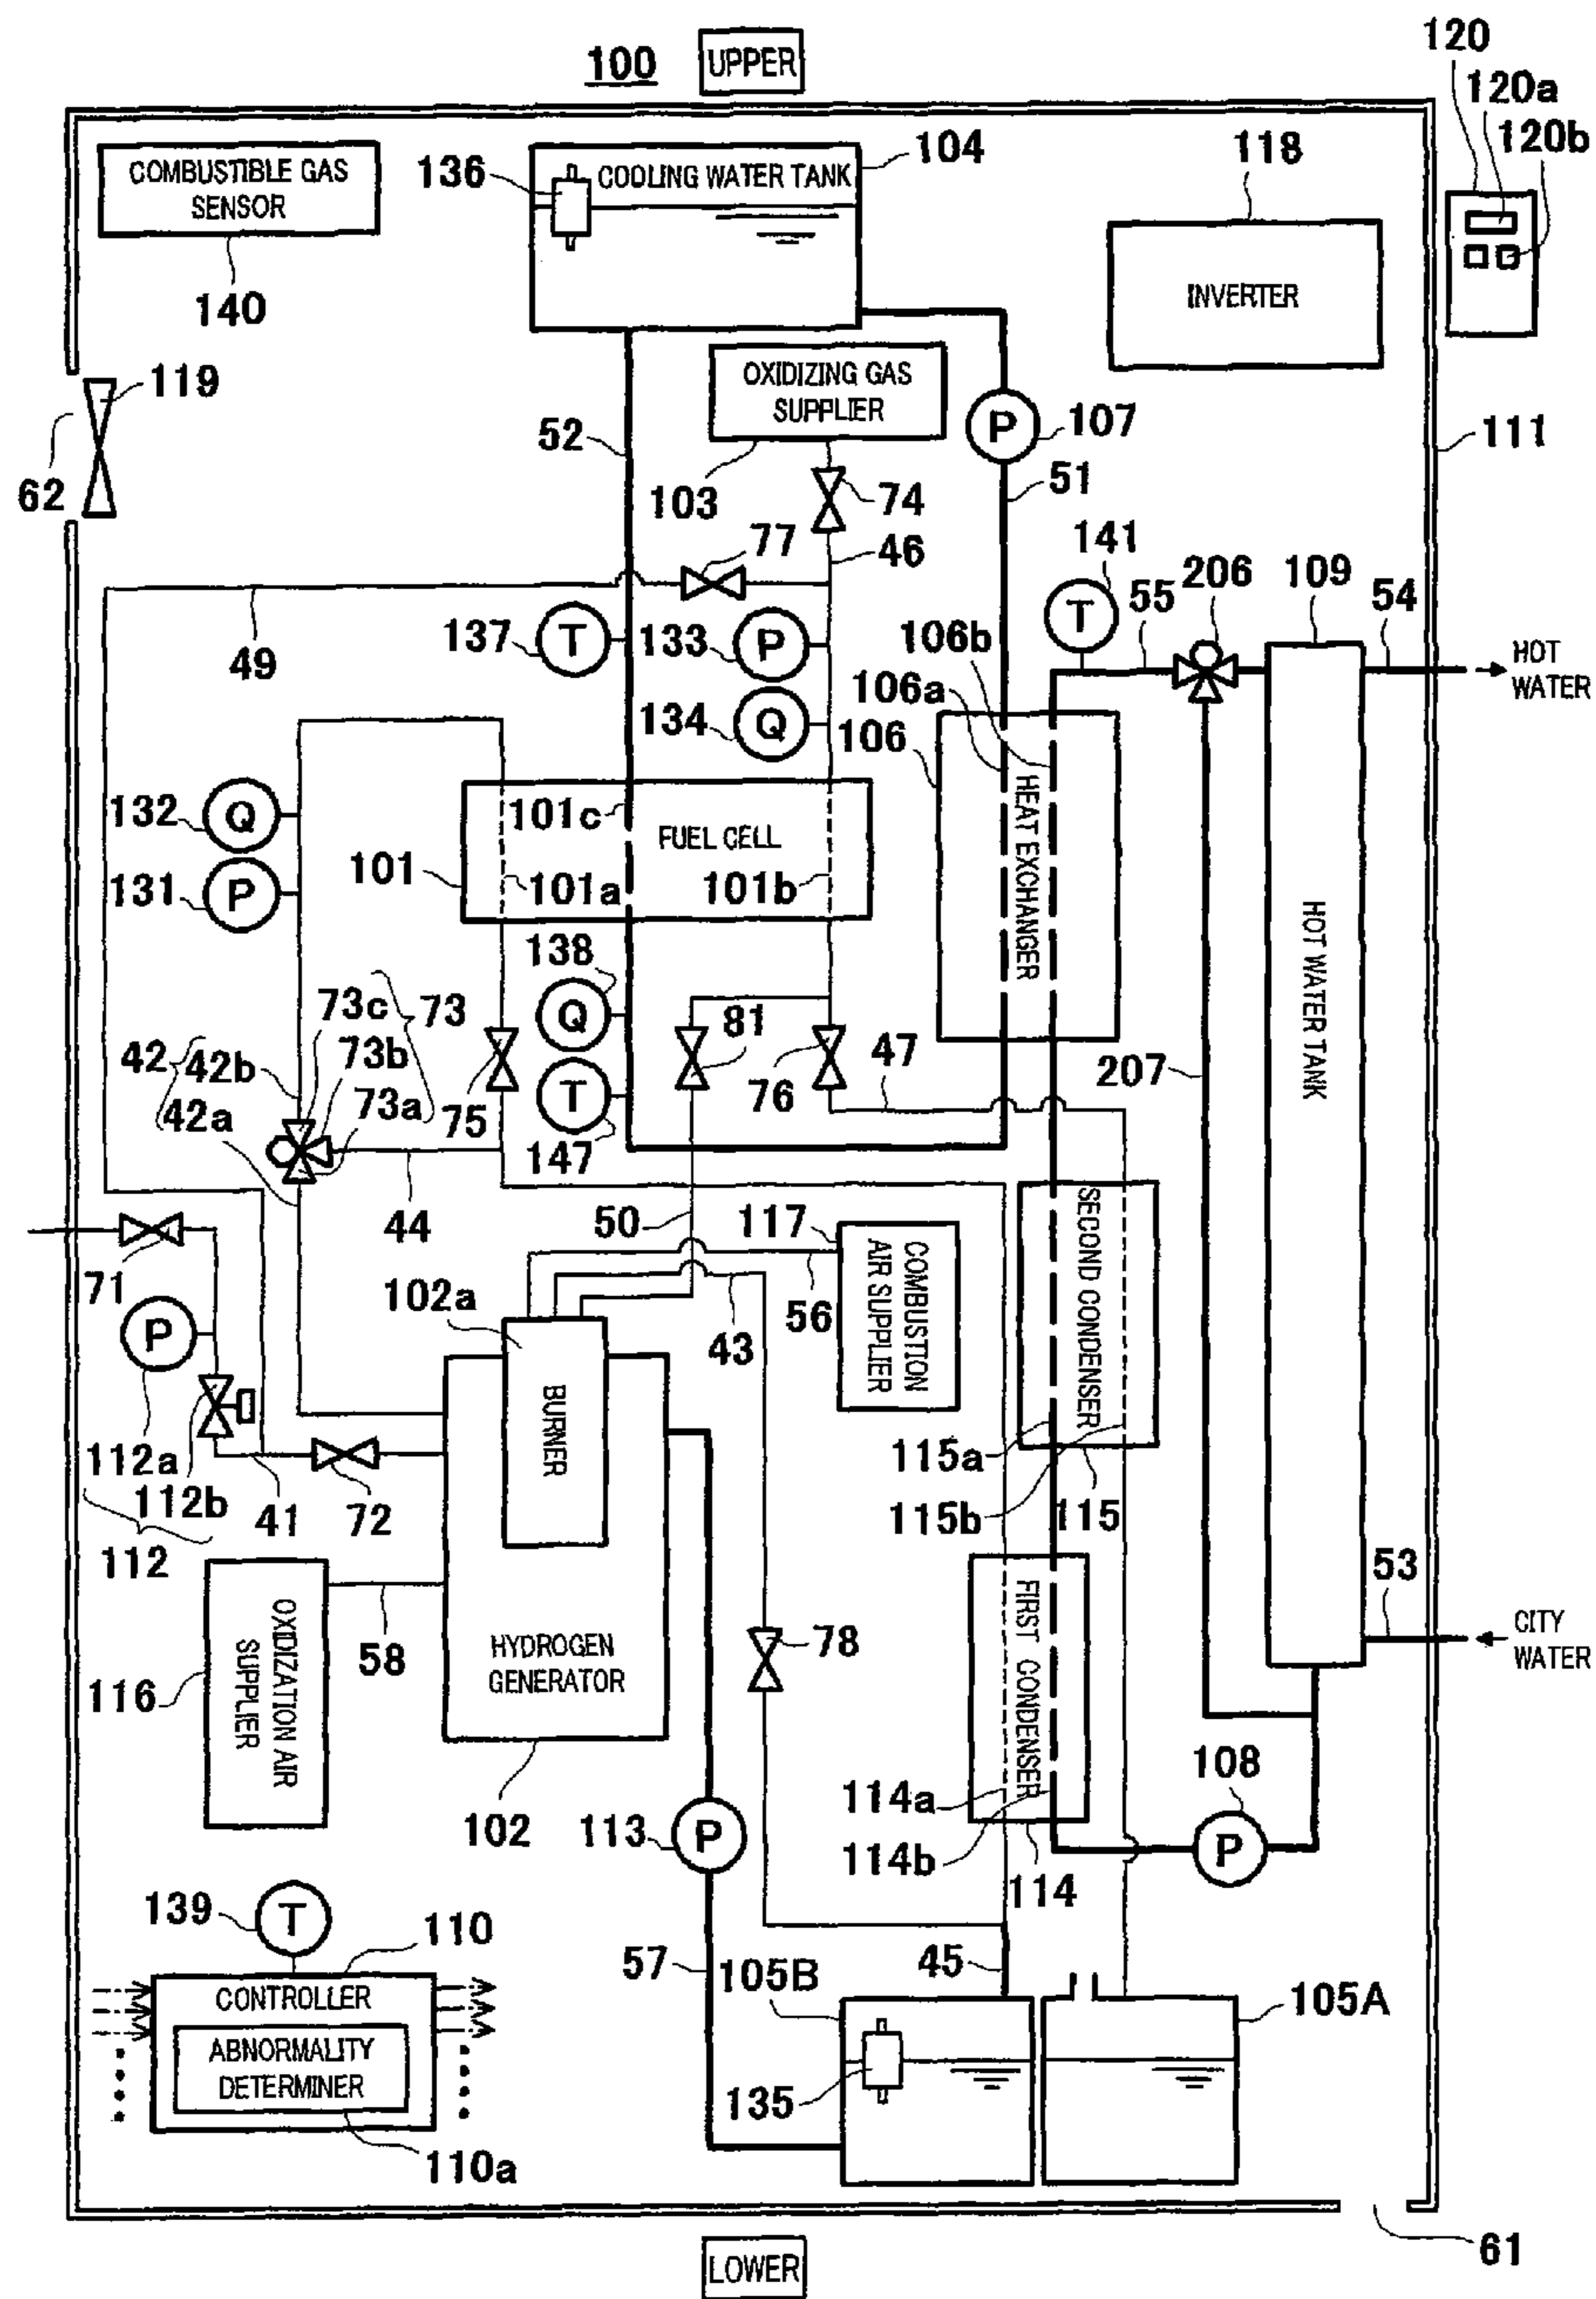 100
UPPER
120
120a
120b
COMBUSTIBLE GAS
SENSOR
140
136
COOLING WATER TANK
104
118
INVERTER
119
62
OXIDIZING GAS
SUPPLIER
103
52
P
107
111
51
74
77
46
141
206
109
54
49
137
T
133
P
106b
T
55
HOT
WATER
106a
134
Q
106
132
Q
101c
FUEL CELL
HEAT EXCHANGER
131
P
101
101a
101b
HOT WATER TANK
138
Q
73c
73
73b
73a
42
42b
42a
81
47
75
T
147
76
207
44
50
117
SECOND CONDENSER
71
P
102a
56
COMBUSTION
AIR SUPPLIER
43
BURNER
112a
112b
41
72
112
115a
115b
115
53
CITY
WATER
OXIDIZATION AIR
SUPPLIER
58
HYDROGEN
GENERATOR
78
FIRST CONDENSER
116
102
113
P
114a
114b
114
108
P
139
T
110
CONTROLLER
ABNORMALITY
DETERMINER
110a
57
105B
45
105A
135
61
LOWER